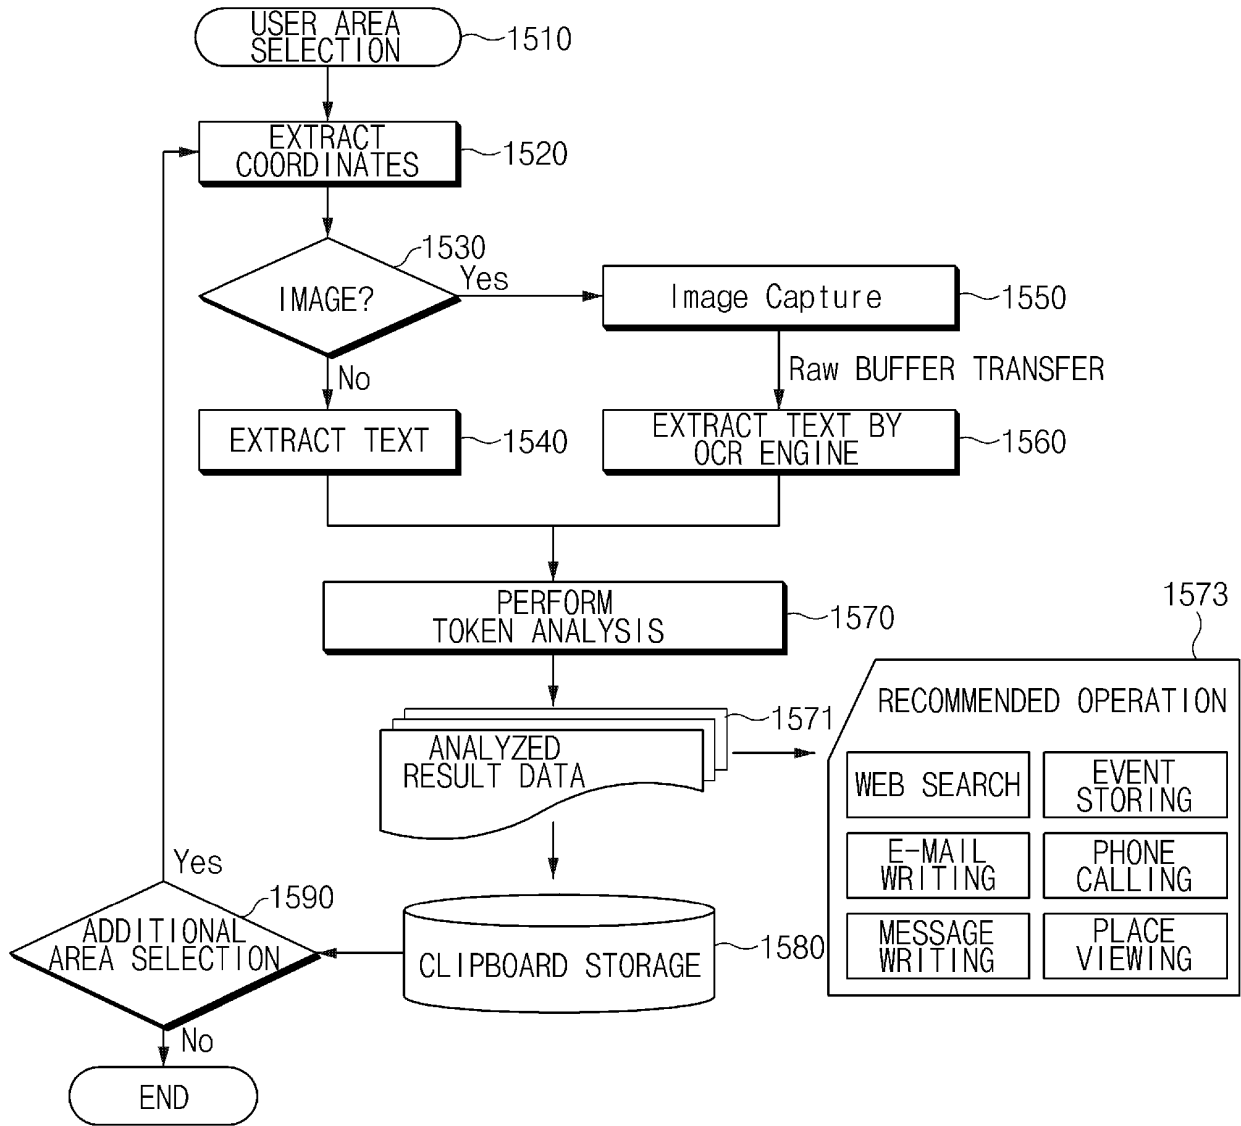 USER AREA
SELECTION
1510
EXTRACT
COORDINATES
1520
1530
IMAGE?
Yes
Image Capture
1550
No
Raw BUFFER TRANSFER
EXTRACT TEXT
1540
EXTRACT TEXT BY
OCR ENGINE
1560
PERFORM
TOKEN ANALYSIS
1570
1573
RECOMMENDED OPERATION
1571
ANALYZED
RESULT DATA
WEB SEARCH
EVENT
STORING
E-MAIL
WRITING
PHONE
CALLING
MESSAGE
WRITING
PLACE
VIEWING
Yes
1590
ADDITIONAL
AREA SELECTION
CLIPBOARD STORAGE
1580
No
END